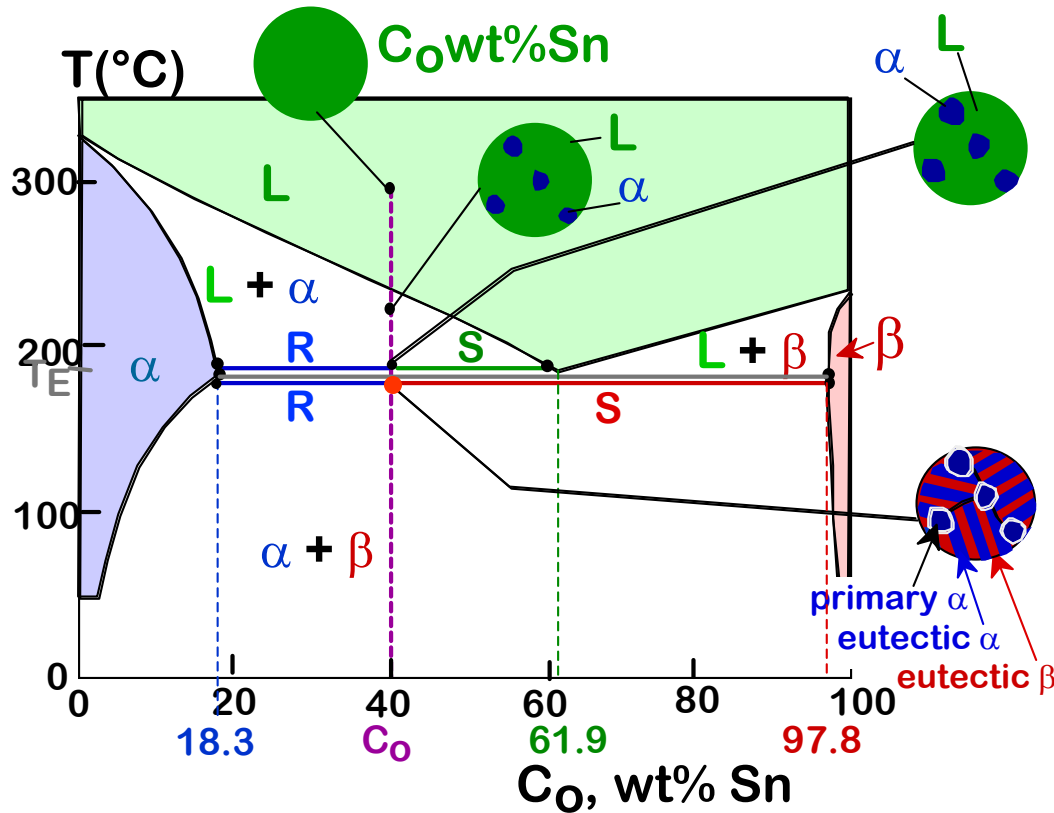 Cowt%Sn
T(°C)
L
α
L
300
L
α
L + α
200
R
S
L + β
β
TE
α
R
S
100
α + β
primary α
eutectic α
eutectic β
0
0
20
40
60
80
100
18.3
Co
61.9
97.8
Co, wt% Sn